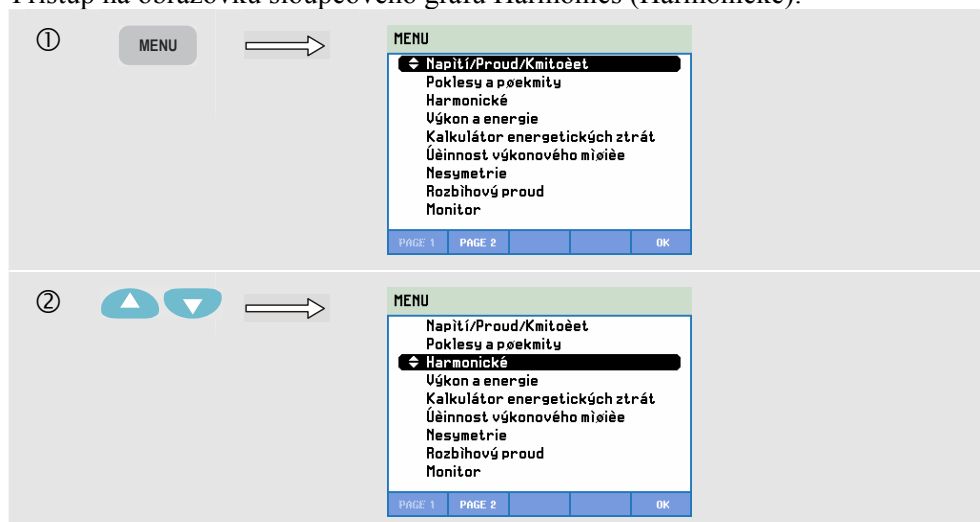 Přístup na obrazovku sloupcového grafu Harmonics (Harmonické):
①
MENU
MENU
Napìtí/Proud/Kmitoèet
Poklesy a pøekmity
Harmonické
Výkon a energie
Kalkulátor energetických ztrát
Úèinnost výkonového mìøièe
Nesymetrie
Rozbìhový proud
Monitor
PAGE 1 PAGE 2 OK
②
MENU
Napìtí/Proud/Kmitoèet
Poklesy a pøekmity
Harmonické
Výkon a energie
Kalkulátor energetických ztrát
Úèinnost výkonového mìøièe
Nesymetrie
Rozbìhový proud
Monitor
PAGE 1 PAGE 2 OK